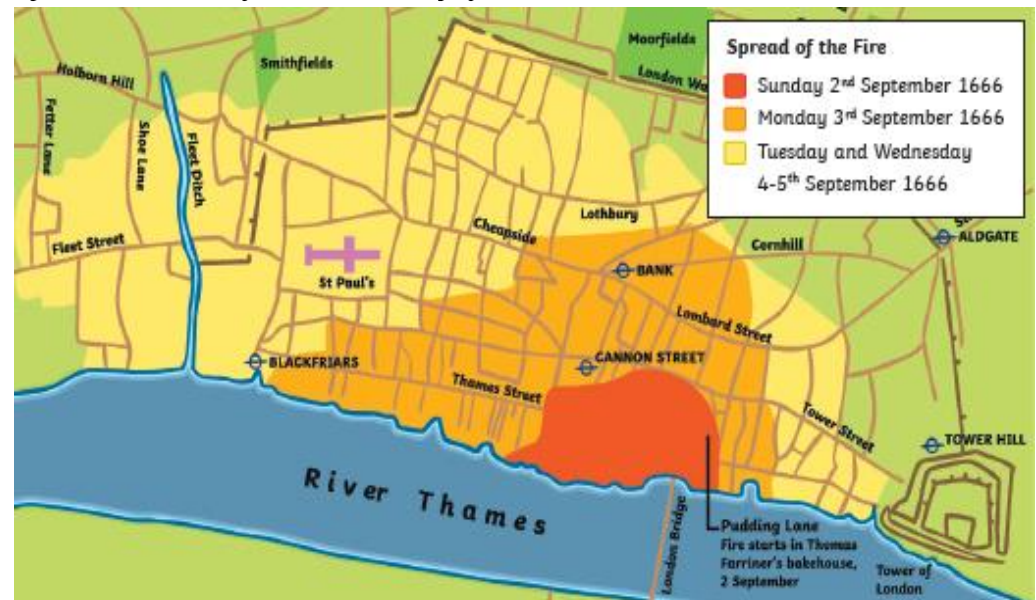 Moorfields
Smithfields
London Wa
Holborn Hill
Fetter Lane
Shoe Lane
Fleet Ditch
Fleet Street
St Paul's
Cheapside
Lothbury
Cornhill
BANK
ALDGATE
Lombard Street
CANNON STREET
BLACKFRIARS
Thames Street
Tower Street
TOWER HILL
River Thames
London Bridge
Pudding Lane
Fire starts in Thomas
Farriner's bakehouse,
2 September
Tower of
London
Spread of the Fire
Sunday 2nd September 1666
Monday 3rd September 1666
Tuesday and Wednesday
4-5th September 1666